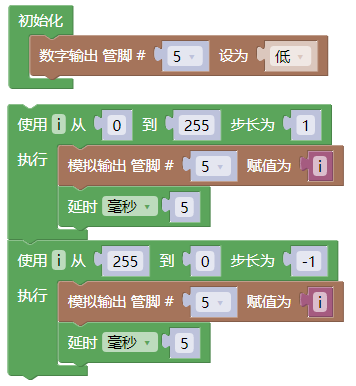 初始化
数字输出 管脚 # 5 设为 低
使用 i 从 0 到 255 步长为 1
执行 模拟输出 管脚 # 5 赋值为 i
延时 毫秒 5
使用 i 从 255 到 0 步长为 -1
执行 模拟输出 管脚 # 5 赋值为 i
延时 毫秒 5